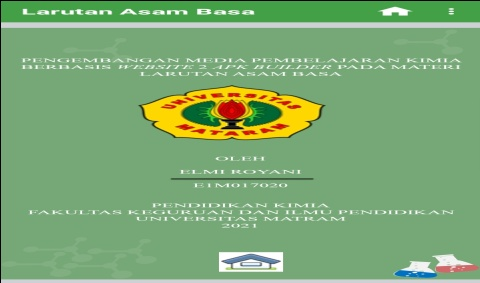 Larutan Asam Basa
PENGEMBANGAN MEDIA PEMBELAJARAN KIMIA
BERBASIS WEBSITE 2 APK BUILDER PADA MATERI
LARUTAN ASAM BASA
UNIVERSITAS
MATARAM
OLEH
ELMI ROYANI
E1M017020
PENDIDIKAN KIMIA
FAKULTAS KEGURUAN DAN ILMU PENDIDIKAN
UNIVERSITAS MATRAM
2021